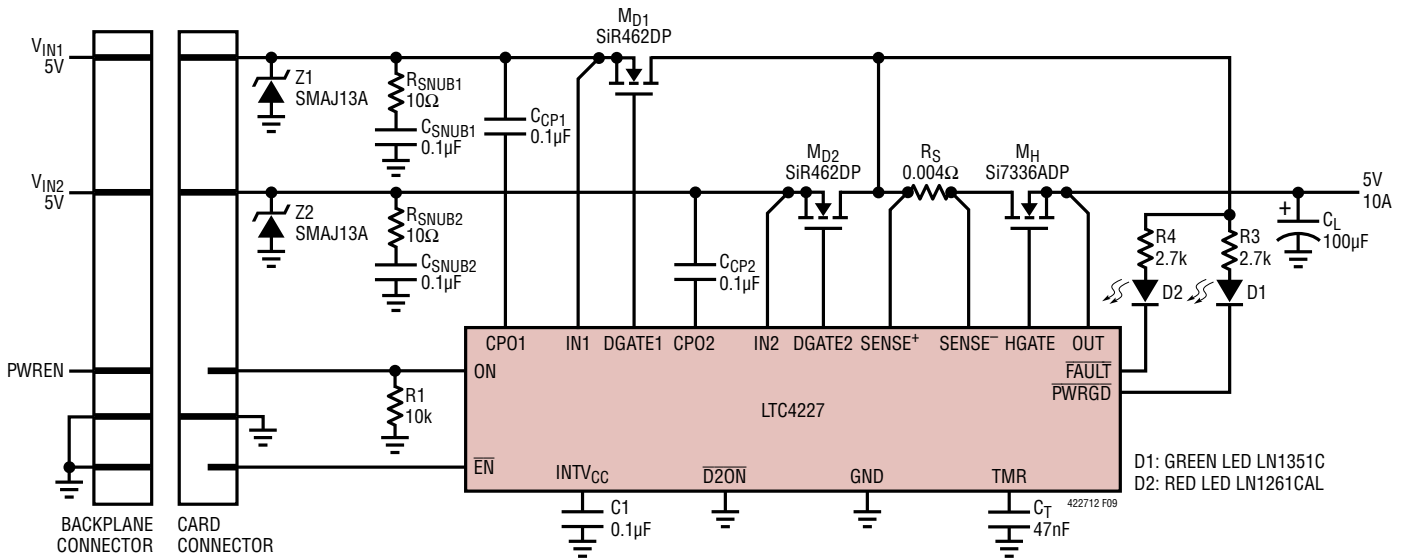 MD1
SiR462DP
VIN1
5V
Z1
SMAJ13A
RSNUB1
10Ω
CSNUB1
0.1µF
CCP1
0.1µF
MD2
SiR462DP
RS
0.004Ω
MH
Si7336ADP
VIN2
5V
5V
10A
Z2
SMAJ13A
RSNUB2
10Ω
CSNUB2
0.1µF
CCP2
0.1µF
+
CL
100µF
R4
2.7k
R3
2.7k
D2
D1
CPO1 IN1 DGATE1 CPO2 IN2 DGATE2 SENSE+ SENSE– HGATE OUT
PWREN
ON
FAULT
PWRGD
R1
10k
LTC4227
EN
INTVCC
D2ON
GND
TMR
D1: GREEN LED LN1351C
D2: RED LED LN1261CAL
C1
0.1µF
CT
47nF
422712 F09
BACKPLANE
CONNECTOR
CARD
CONNECTOR